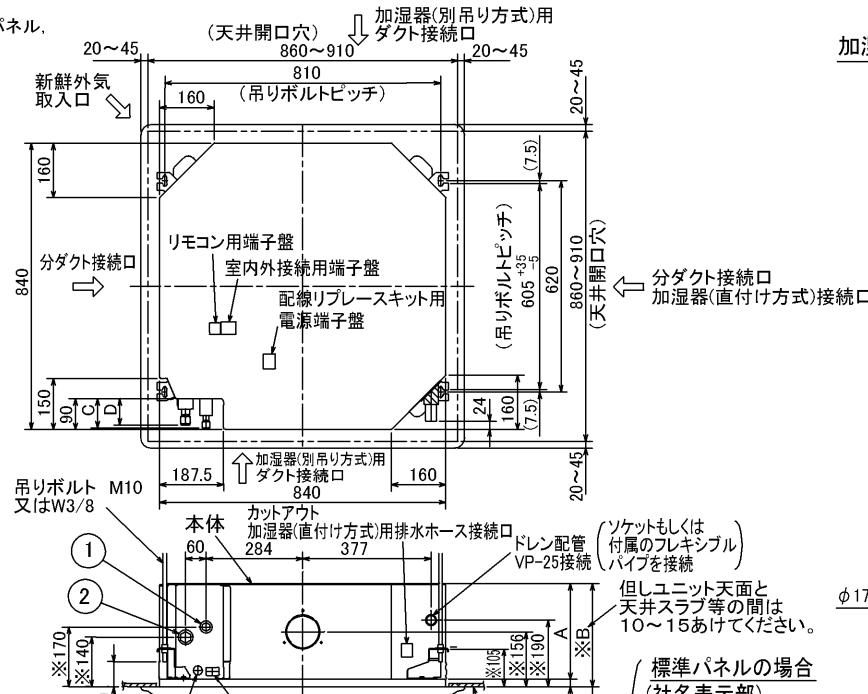 パネル,
(天井開口穴)
加湿器(別吊り方式)用
ダクト接続口
20～45
860～910
20～45
加湿
810
(吊りボルトピッチ)
新鮮外気
取入口
160
20～45
(7.5)
160
840
分ダクト接続口
リモコン用端子盤
室内外接続用端子盤
配線リプレースキット用
電源端子盤
(吊りボルトピッチ)
605 +35 -5
620
860～910
(天井開口穴)
分ダクト接続口
加湿器(直付け方式)接続口
150
90
C
D
24
160
(7.5)
20～45
加湿器(別吊り方式)用
ダクト接続口
187.5
160
840
吊りボルト M10
又はW3/8
カットアウト
加湿器(直付け方式)用排水ホース接続口
本体
60
284
377
ドレン配管
VP-25接続
(ソケットもしくは
付属のフレキシブル
パイプを接続)
1
2
但しユニット天面と
天井スラブ等の間は
10～15あけてください。
φ17
A
※B
※170
※140
※105
※156
※190
標準パネルの場合
(社名表示部)